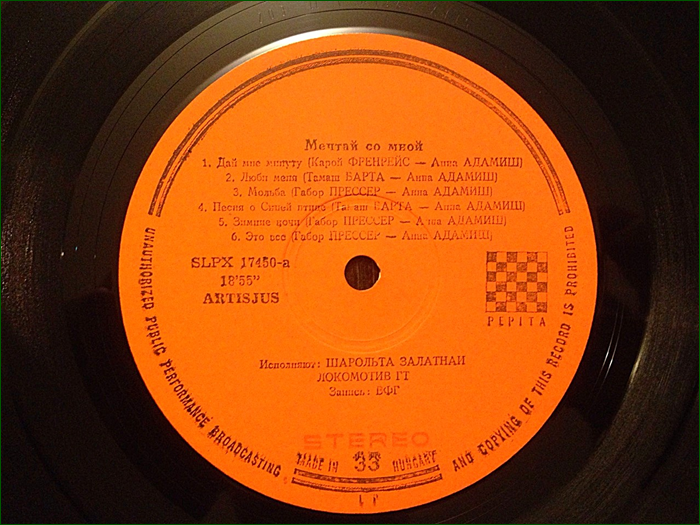 Мечтай со мной
1. Дай мне минуту (Карой ФРЕНРЕЙС — Анна АДАМИШ)
2. Люби меня (Тамаш БАРТА — Анна АДАМИШ)
3. Мольба (Габор ПРЕССЕР — Анна АДАМИШ)
4. Песня о Синей птице (Тамаш БАРТА — Анна АДАМИШ)
5. Зимние ночи (Габор ПРЕССЕР — Анна АДАМИШ)
6. Это все (Габор ПРЕССЕР — Анна АДАМИШ)
SLPX 17450-a
18'55"
ARTISJUS
PEPITA
Исполняют: ШАРОЛЬТА ЗАЛАТНАИ
ЛОКОМОТИВ ГТ
Запись: ВФГ
STEREO
MADE IN 33 HUNGARY
LP
UNAUTHORIZED PUBLIC PERFORMANCE BROADCASTING AND COPYING OF THIS RECORD IS PROHIBITED